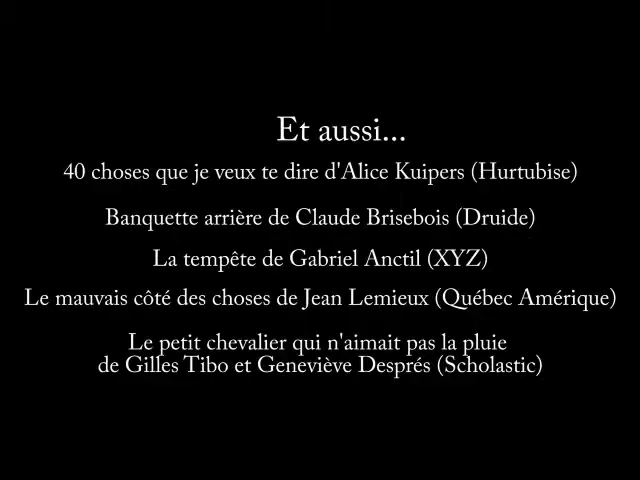 Et aussi...
40 choses que je veux te dire d'Alice Kuipers (Hurtubise)
Banquette arrière de Claude Brisebois (Druide)
La tempête de Gabriel Anctil (XYZ)
Le mauvais côté des choses de Jean Lemieux (Québec Amérique)
Le petit chevalier qui n'aimait pas la pluie
de Gilles Tibo et Geneviève Després (Scholastic)